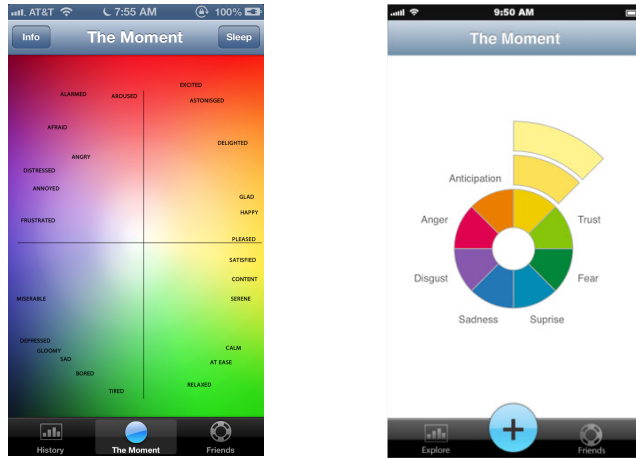 AT&T 7:55 AM 100%
Info The Moment Sleep
EXCITED
ALARMED AROUSED
ASTONISGED
AFRAID
DELIGHTED
ANGRY
DISTRESSED
ANNOYED
GLAD
HAPPY
FRUSTRATED
PLEASED
SATISFIED
CONTENT
MISERABLE SERENE
DEPRESSED
GLOOMY CALM
SAD AT EASE
BORED
RELAXED
TIRED
History The Moment Friends
9:50 AM
The Moment
Anticipation
Anger Trust
Disgust Fear
Sadness Suprise
Explore + Friends